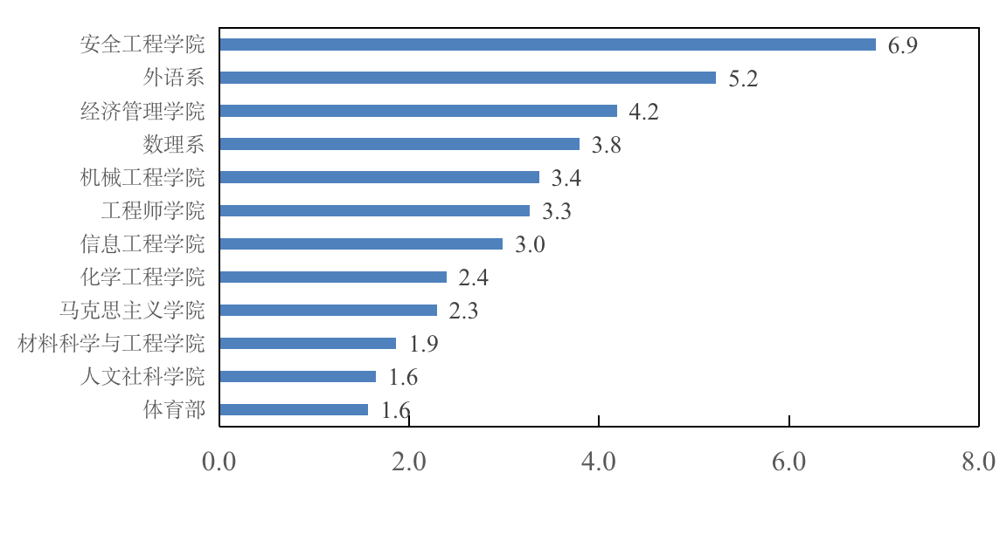 安全工程学院 6.9
外语系 5.2
经济管理学院 4.2
数理系 3.8
机械工程学院 3.4
工程师学院 3.3
信息工程学院 3.0
化学工程学院 2.4
马克思主义学院 2.3
材料科学与工程学院 1.9
人文社科学院 1.6
体育部 1.6
0.0 2.0 4.0 6.0 8.0